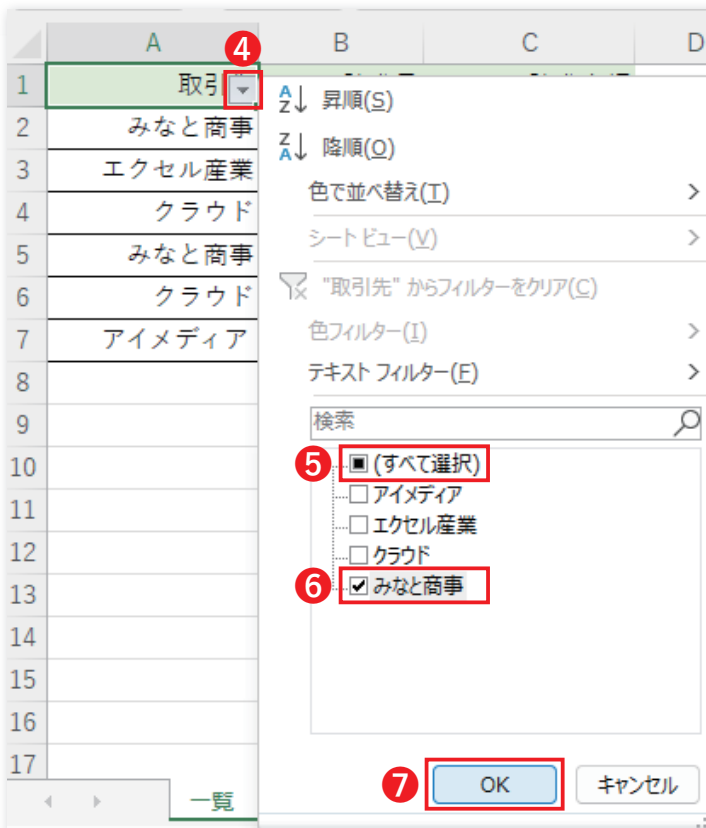 A B C D
④
1 取引
2 みなと商事
3 エクセル産業
4 クラウド
5 みなと商事
6 クラウド
7 アイメディア
8
9
10
11
12
13
14
15
16
17
昇順(S)
降順(O)
色で並べ替え(T)
シート ビュー(V)
"取引先" からフィルターをクリア(C)
色フィルター(I)
テキスト フィルター(F)
検索
⑤ (すべて選択)
アイメディア
エクセル産業
クラウド
⑥ みなと商事
⑦ OK キャンセル
一覧